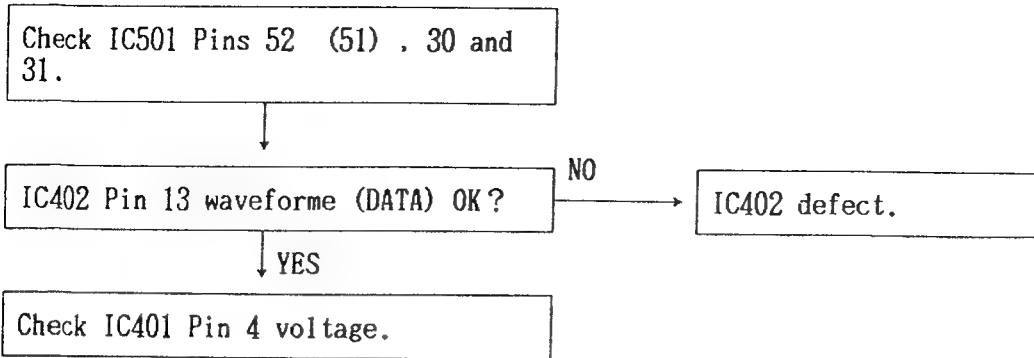 Check IC501 Pins 52 (51) . 30 and
31.
IC402 Pin 13 waveforme (DATA) OK?
NO
IC402 defect.
YES
Check IC401 Pin 4 voltage.